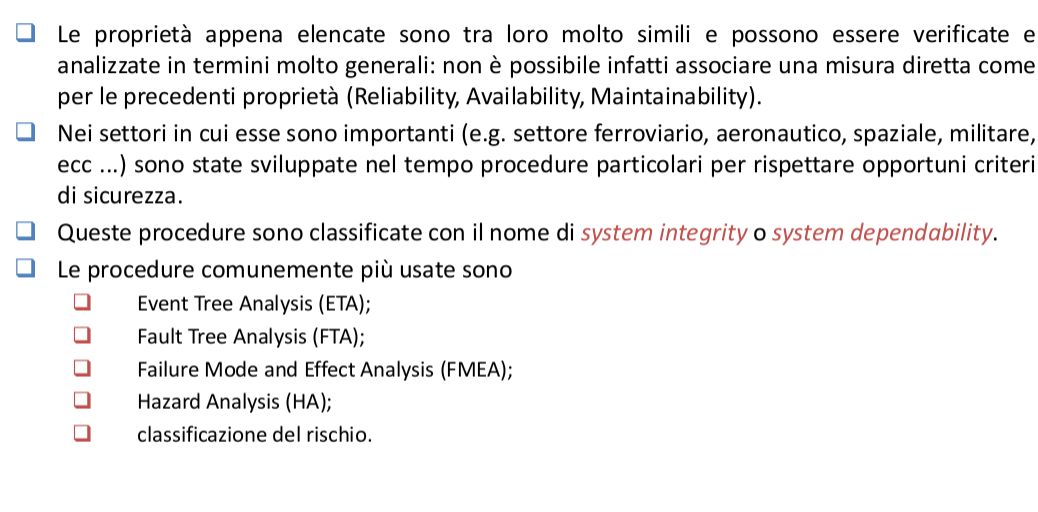 Le proprietà appena elencate sono tra loro molto simili e possono essere verificate e
analizzate in termini molto generali: non è possibile infatti associare una misura diretta come
per le precedenti proprietà (Reliability, Availability, Maintainability).
Nei settori in cui esse sono importanti (e.g. settore ferroviario, aeronautico, spaziale, militare,
ecc ...) sono state sviluppate nel tempo procedure particolari per rispettare opportuni criteri
di sicurezza.
Queste procedure sono classificate con il nome di system integrity o system dependability.
Le procedure comunemente più usate sono
Event Tree Analysis (ETA);
Fault Tree Analysis (FTA);
Failure Mode and Effect Analysis (FMEA);
Hazard Analysis (HA);
classificazione del rischio.